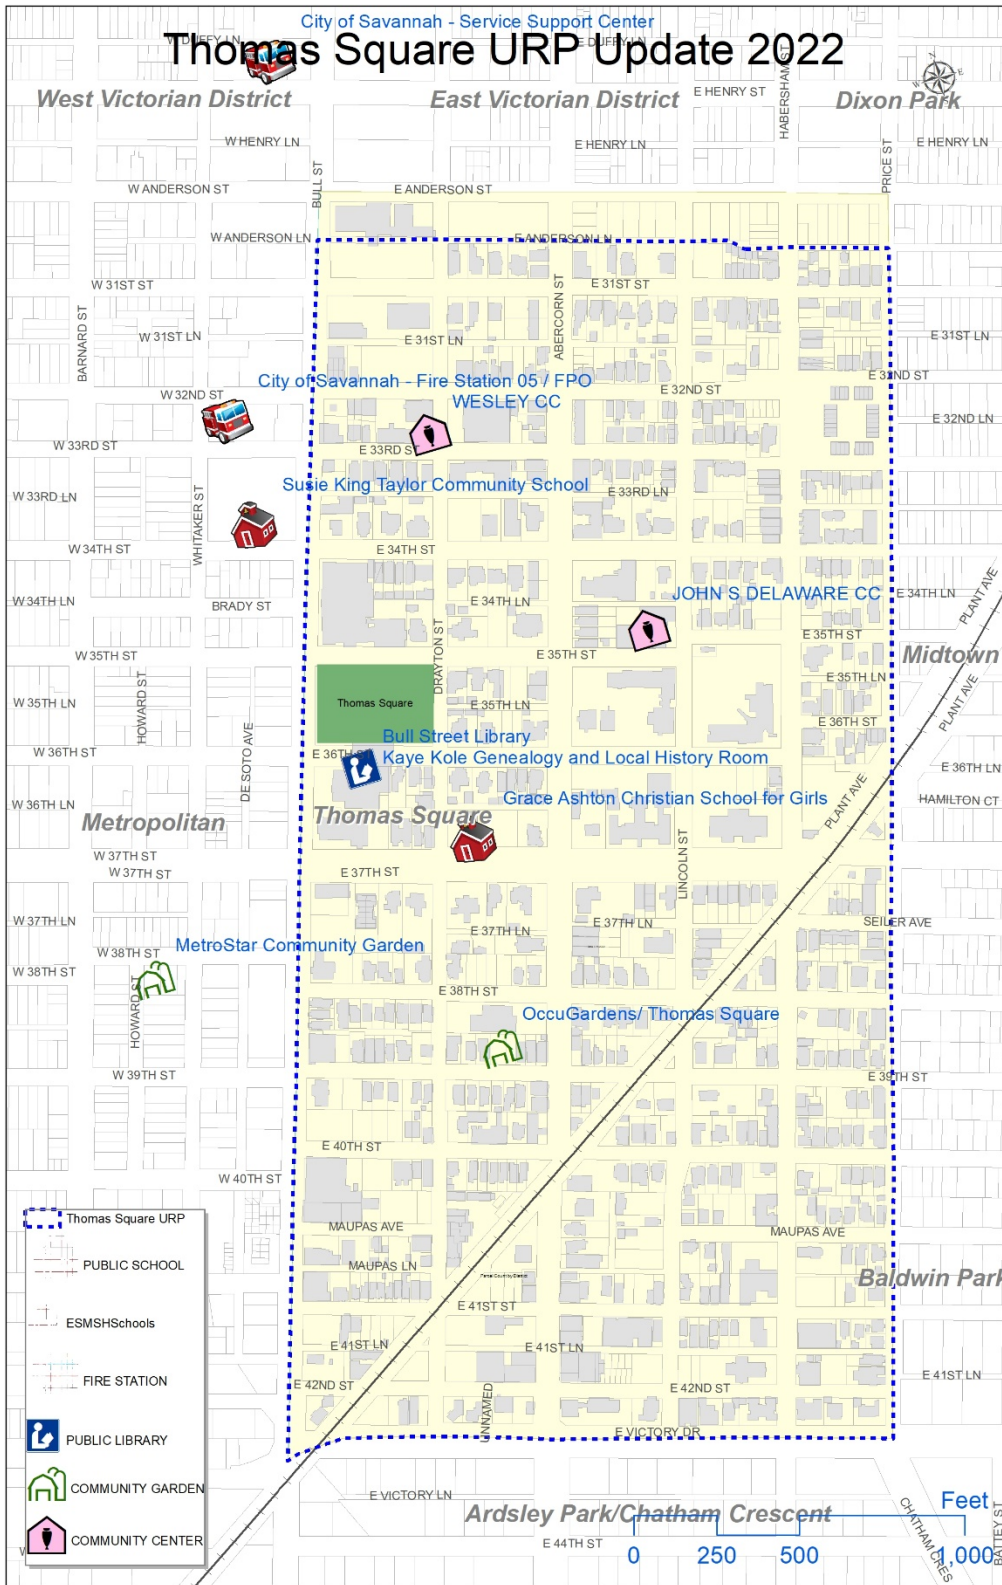 City of Savannah - Service Support Center
W DUFFY LN
E DUFFY LN
Thomas Square URP Update 2022
West Victorian District
East Victorian District
E HENRY ST
HABERSHAM ST
Dixon Park
N
E
S
W
W HENRY LN
E HENRY LN
E HENRY LN
PRICE ST
BULL ST
W ANDERSON ST
E ANDERSON ST
W ANDERSON LN
E ANDERSON LN
W 31ST ST
E 31ST ST
ABERCORN ST
BARNARD ST
W 31ST LN
E 31ST LN
E 31ST LN
City of Savannah - Fire Station 05 / FPO
E 32ND ST
E 32ND ST
W 32ND ST
WESLEY CC
E 32ND LN
W 33RD ST
E 33RD ST
Susie King Taylor Community School
W 33RD LN
E 33RD LN
WHITAKER ST
W 34TH ST
E 34TH ST
JOHN S DELAWARE CC
E 34TH LN
PLANT AVE
W 34TH LN
BRADY ST
E 34TH LN
E 35TH ST
W 35TH ST
DRAYTON ST
E 35TH ST
Midtown
E 35TH LN
PLANT AVE
W 35TH LN
HOWARD ST
Thomas Square
E 35TH LN
E 36TH ST
DE SOTO AVE
Bull Street Library
W 36TH ST
E 36TH ST
Kaye Kole Genealogy and Local History Room
E 36TH LN
W 36TH LN
Grace Ashton Christian School for Girls
PLANT AVE
HAMILTON CT
Metropolitan
Thomas Square
W 37TH ST
W 37TH ST
E 37TH ST
LINCOLN ST
W 37TH LN
E 37TH LN
E 37TH LN
SEILER AVE
MetroStar Community Garden
W 38TH ST
W 38TH ST
E 38TH ST
HOWARD ST
OccuGardens/ Thomas Square
W 39TH ST
E 39TH ST
E 40TH ST
W 40TH ST
Thomas Square URP
MAUPAS AVE
MAUPAS AVE
PUBLIC SCHOOL
MAUPAS LN
Baldwin Park
E 41ST ST
ESMSHSchools
E 41ST LN
E 41ST LN
FIRE STATION
E 42ND ST
E 42ND ST
E 41ST LN
UNNAMED
PUBLIC LIBRARY
E VICTORY DR
COMMUNITY GARDEN
E VICTORY LN
Ardsley Park/Chatham Crescent
Feet
CHATHAM CRES
BATTEY ST
COMMUNITY CENTER
E 44TH ST
0 250 500 1,000
W